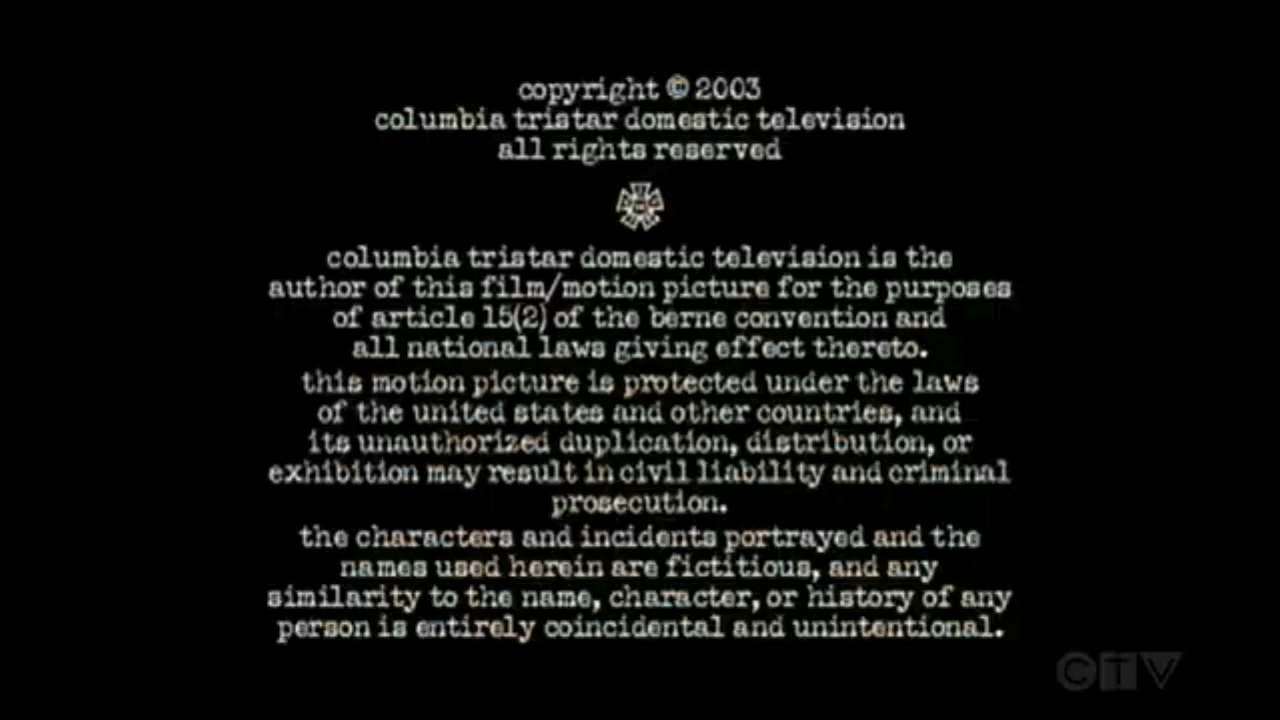 copyright © 2003
columbia tristar domestic television
all rights reserved
columbia tristar domestic television is the
author of this film/motion picture for the purposes
of article 15(2) of the berne convention and
all national laws giving effect thereto.
this motion picture is protected under the laws
of the united states and other countries, and
its unauthorized duplication, distribution, or
exhibition may result in civil liability and criminal
prosecution.
the characters and incidents portrayed and the
names used herein are fictitious, and any
similarity to the name, character, or history of any
person is entirely coincidental and unintentional.
CTV